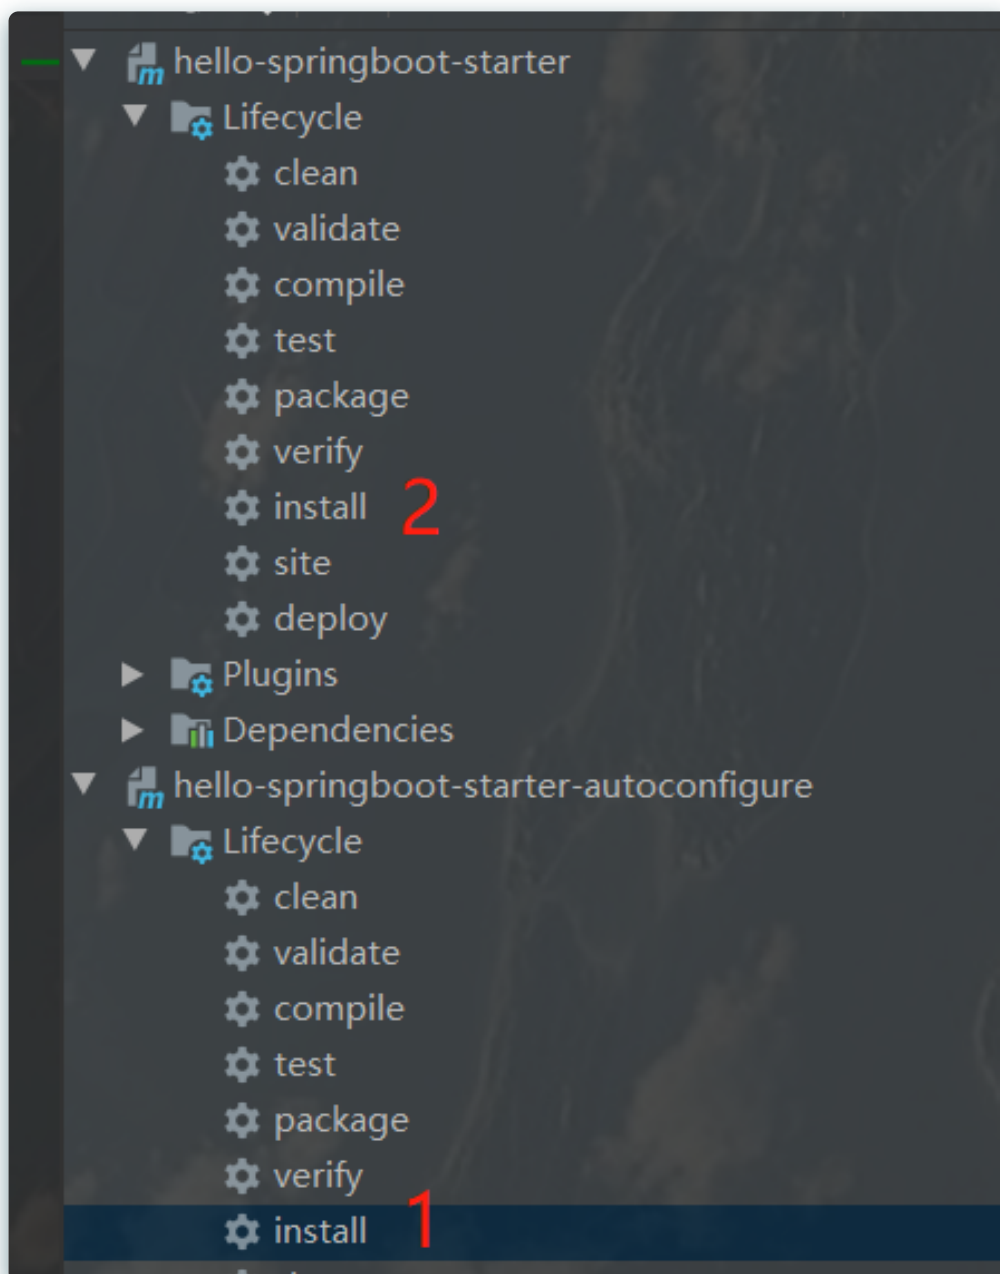 hello-springboot-starter
Lifecycle
clean
validate
compile
test
package
verify
install 2
site
deploy
Plugins
Dependencies
hello-springboot-starter-autoconfigure
Lifecycle
clean
validate
compile
test
package
verify
install 1